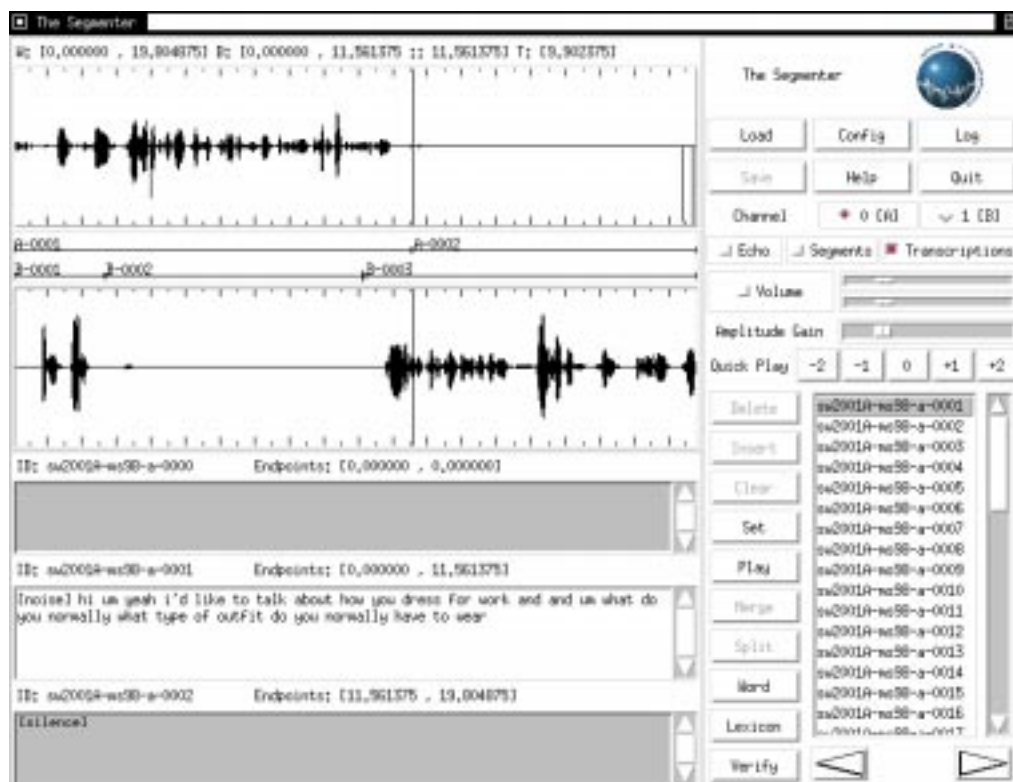 The Segmenter
W: [0,000000 , 19,804875] R: [0,000000 , 11,561375 :: 11,561375] T: [9,902375]
The Segmenter
Load Config Log
Save Help Quit
Channel 0 [A] 1 [B]
A-0001 A-0002
Echo Segments Transcriptions
B-0001 B-0002 B-0003
Volume
Amplitude Gain
Quick Play -2 -1 0 +1 +2
Delete
Insert
Clear
Set
Play
Merge
Split
Word
Lexicon
Verify
sw2001A-ms98-a-0001
sw2001A-ms98-a-0002
sw2001A-ms98-a-0003
sw2001A-ms98-a-0004
sw2001A-ms98-a-0005
sw2001A-ms98-a-0006
sw2001A-ms98-a-0007
sw2001A-ms98-a-0008
sw2001A-ms98-a-0009
sw2001A-ms98-a-0010
sw2001A-ms98-a-0011
sw2001A-ms98-a-0012
sw2001A-ms98-a-0013
sw2001A-ms98-a-0014
sw2001A-ms98-a-0015
sw2001A-ms98-a-0016
sw2001A-ms98-a-0017
ID: sw2001A-ms98-a-0000 Endpoints: [0,000000 , 0,000000]
ID: sw2001A-ms98-a-0001 Endpoints: [0,000000 , 11,561375]
[noise] hi um yeah i'd like to talk about how you dress for work and and um what do
you normally what type of outfit do you normally have to wear
ID: sw2001A-ms98-a-0002 Endpoints: [11,561375 , 19,804875]
[silence]